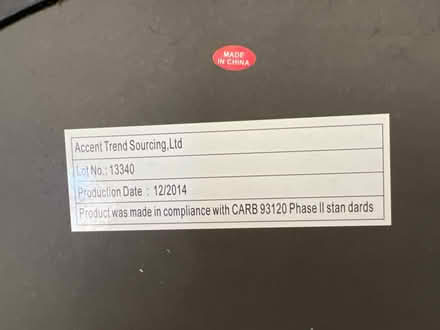 MADE
IN CHINA
Accent Trend Sourcing,Ltd
Lot No.: 13340
Production Date : 12/2014
Product was made in compliance with CARB 93120 Phase II stan dards